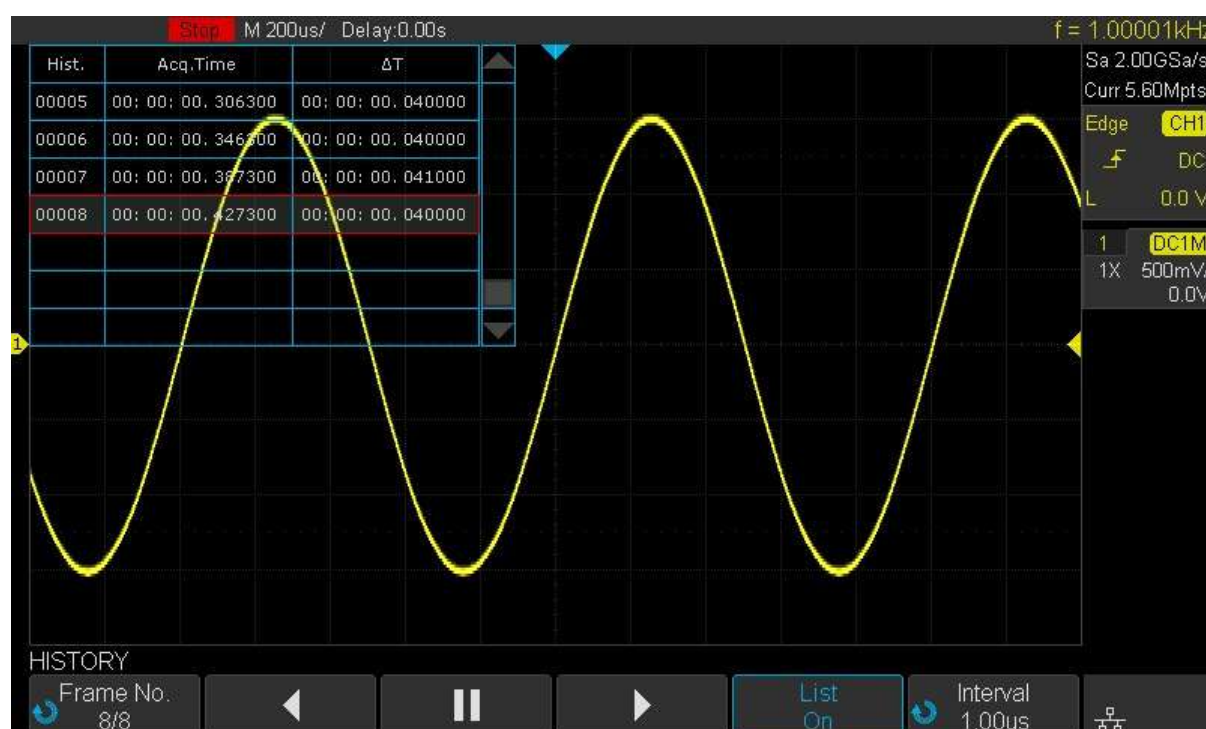 Stop M 200us/ Delay:0.00s f = 1.00001kHz
Sa 2.00GSa/s
Curr 5.60Mpts
Edge CH1
DC
L 0.0 V
1 DC1M
1X 500mV/
0.0V
Hist. Acq.Time ΔT
00005 00: 00: 00. 306300 00: 00: 00. 040000
00006 00: 00: 00. 346300 00: 00: 00. 040000
00007 00: 00: 00. 387300 00: 00: 00. 041000
00008 00: 00: 00. 427300 00: 00: 00. 040000
1
HISTORY
Frame No. List Interval
8/8 On 1.00us